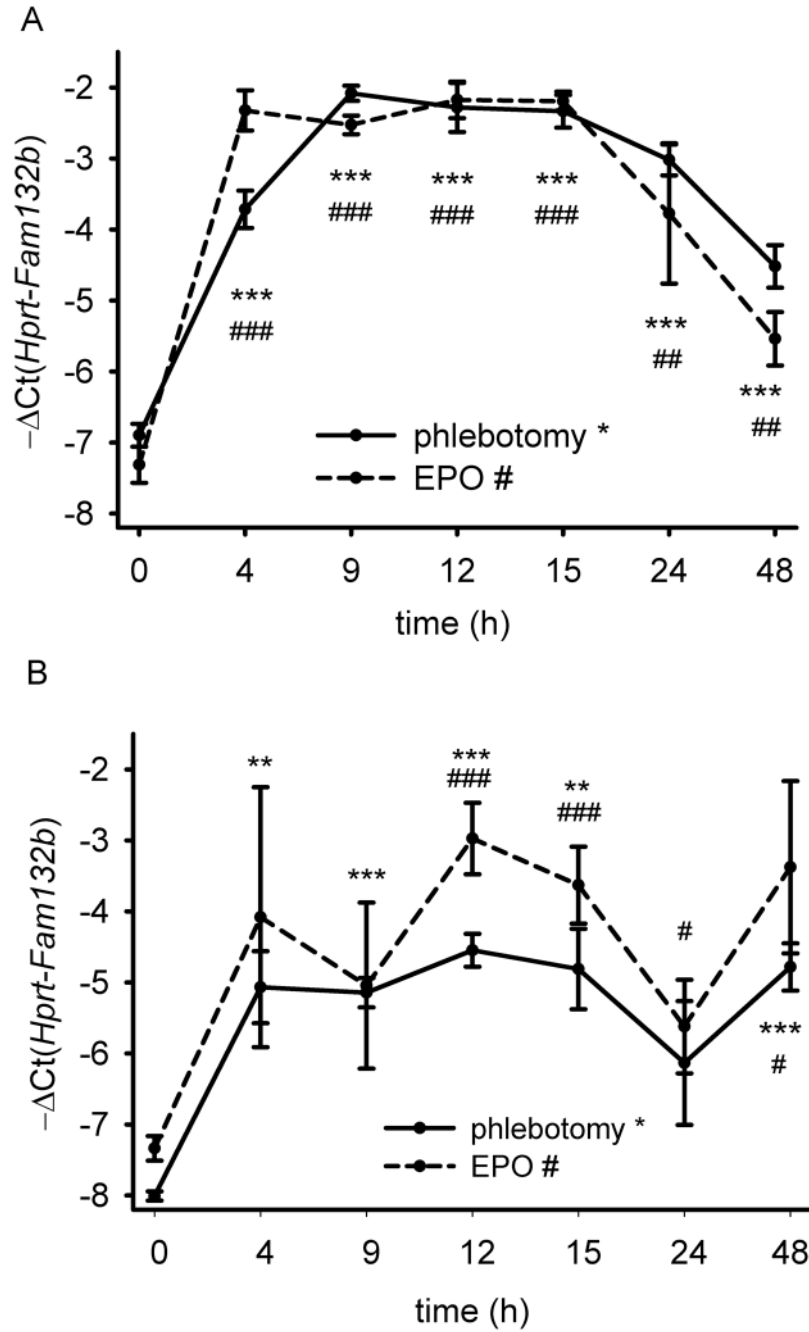 A
-2
-3
-4
-5
-6
-7
-8
−ΔCt(Hprt-Fam132b)
***
###
***
###
***
###
***
###
***
##
***
##
phlebotomy *
EPO #
0 4 9 12 15 24 48
time (h)
B
-2
-3
-4
-5
-6
-7
-8
−ΔCt(Hprt-Fam132b)
**
***
***
###
**
###
#
***
#
phlebotomy *
EPO #
0 4 9 12 15 24 48
time (h)